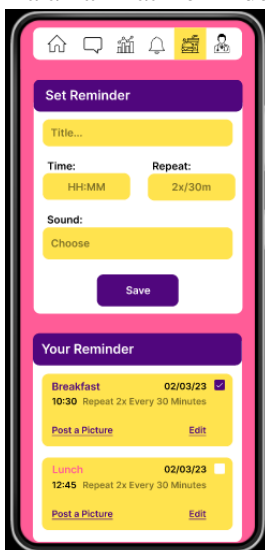 Set Reminder
Title...
Time: Repeat:
HH:MM 2x/30m
Sound:
Choose
Save
Your Reminder
Breakfast 02/03/23
10:30 Repeat 2x Every 30 Minutes
Post a Picture Edit
Lunch 02/03/23
12:45 Repeat 2x Every 30 Minutes
Post a Picture Edit